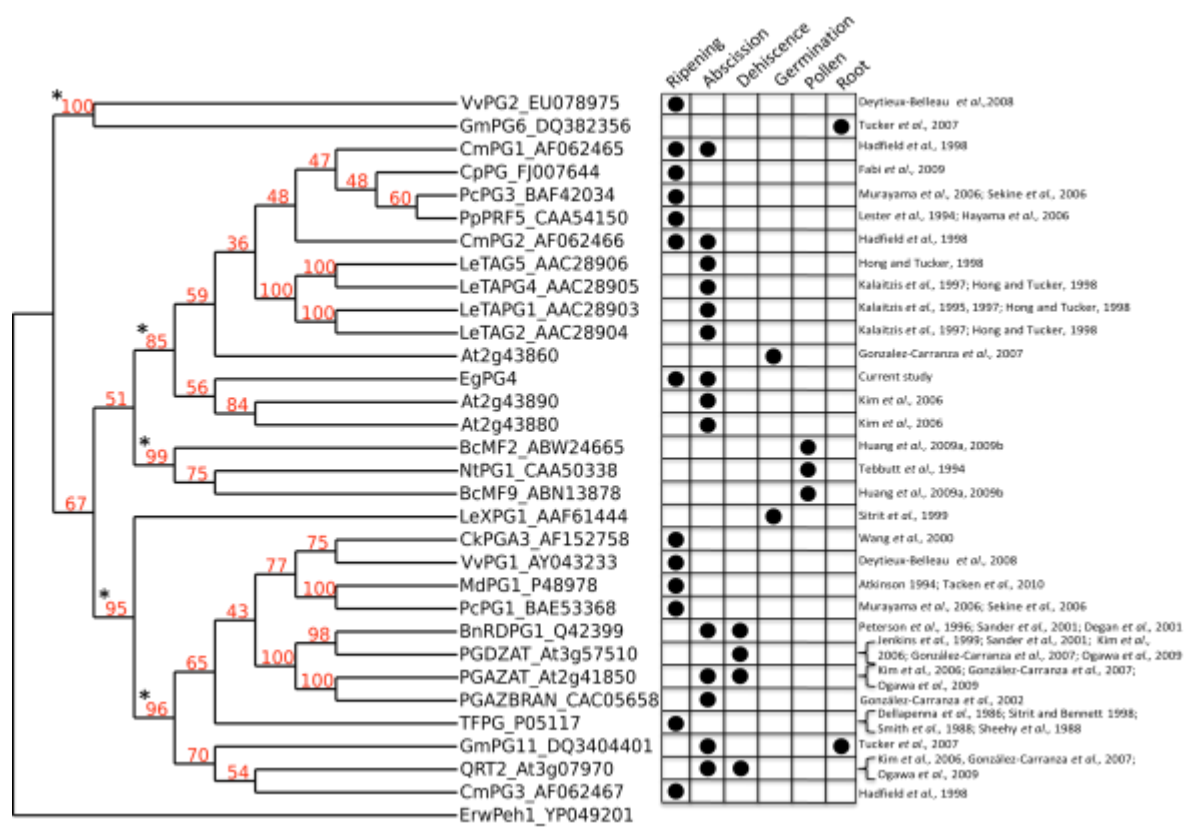 Ripening
Abscission
Dehiscence
Germination
Pollen
Root
*100
VvPG2_EU078975
Deytieux-Belleau et al.,2008
GmPG6_DQ382356
Tucker et al., 2007
CmPG1_AF062465
Hadfield et al., 1998
47
CpPG_FJ007644
Fabi et al., 2009
48
PcPG3_BAF42034
Murayama et al., 2006; Sekine et al., 2006
48
60
PpPRF5_CAA54150
Lester et al., 1994; Hayama et al., 2006
CmPG2_AF062466
Hadfield et al., 1998
36
LeTAG5_AAC28906
Hong and Tucker, 1998
100
LeTAPG4_AAC28905
Kalaitzis et al., 1997; Hong and Tucker, 1998
100
59
LeTAPG1_AAC28903
Kalaitzis et al., 1995, 1997; Hong and Tucker, 1998
100
LeTAG2_AAC28904
Kalaitzis et al., 1997; Hong and Tucker, 1998
*
85
At2g43860
Gonzalez-Carranza et al., 2007
EgPG4
Current study
56
51
84
At2g43890
Kim et al., 2006
At2g43880
Kim et al., 2006
*
99
BcMF2_ABW24665
Huang et al., 2009a, 2009b
75
NtPG1_CAA50338
Tebbutt et al., 1994
BcMF9_ABN13878
Huang et al., 2009a, 2009b
67
LeXPG1_AAF61444
Sitrit et al., 1999
75
CkPGA3_AF152758
Wang et al., 2000
77
VvPG1_AY043233
Deytieux-Belleau et al., 2008
*
95
100
MdPG1_P48978
Atkinson 1994; Tacken et al., 2010
43
PcPG1_BAE53368
Murayama et al., 2006; Sekine et al., 2006
98
BnRDPG1_Q42399
Peterson et al., 1996; Sander et al., 2001; Degan et al., 2001
100
PGDZAT_At3g57510
Jenkins et al., 1999; Sander et al., 2001; Kim et al.,
2006; González-Carranza et al., 2007; Ogawa et al., 2009
65
100
PGAZAT_At2g41850
Kim et al., 2006; González-Carranza et al., 2007;
Ogawa et al., 2009
*
96
PGAZBRAN_CAC05658
González-Carranza et al., 2002
TFPG_P05117
Dellapenna et al., 1986; Sitrit and Bennett 1998;
Smith et al., 1988; Sheehy et al., 1988
70
GmPG11_DQ3404401
Tucker et al., 2007
54
QRT2_At3g07970
Kim et al., 2006, González-Carranza et al., 2007;
Ogawa et al., 2009
CmPG3_AF062467
Hadfield et al., 1998
ErwPeh1_YP049201